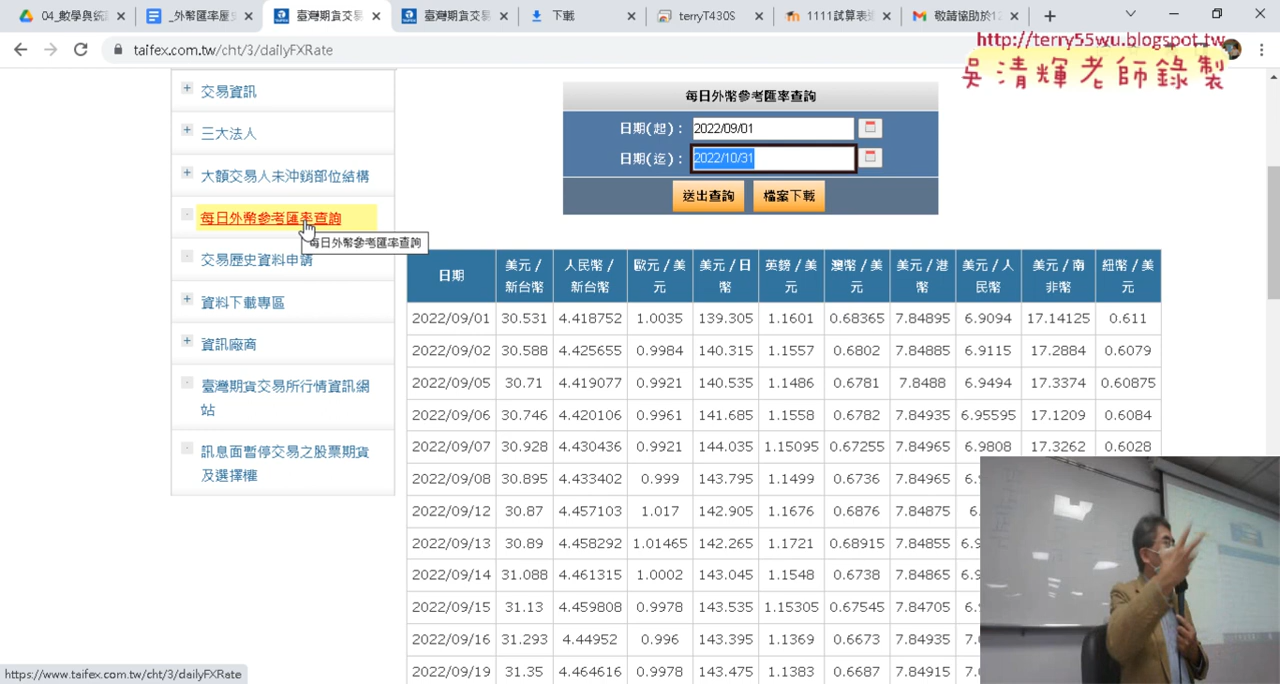 04_數學與統
_外幣匯率歷史
臺灣期貨交易
臺灣期貨交易
下載
terryT430S
1111試算表進
敬請協助於12
taifex.com.tw/cht/3/dailyFXRate
http://terry55wu.blogspot.tw
吳清輝老師錄製
交易資訊
三大法人
大額交易人未沖銷部位結構
每日外幣參考匯率查詢
每日外幣參考匯率查詢
交易歷史資料申請
資料下載專區
資訊廠商
臺灣期貨交易所行情資訊網
站
訊息面暫停交易之股票期貨
及選擇權
每日外幣參考匯率查詢
日期(起)： 2022/09/01
日期(迄)： 2022/10/31
送出查詢 檔案下載
日期 美元／新台幣 人民幣／新台幣 歐元／美元 美元／日幣 英鎊／美元 澳幣／美元 美元／港幣 美元／人民幣 美元／南非幣 紐幣／美元
2022/09/01 30.531 4.418752 1.0035 139.305 1.1601 0.68365 7.84895 6.9094 17.14125 0.611
2022/09/02 30.588 4.425655 0.9984 140.315 1.1557 0.6802 7.84885 6.9115 17.2884 0.6079
2022/09/05 30.71 4.419077 0.9921 140.535 1.1486 0.6781 7.8488 6.9494 17.3374 0.60875
2022/09/06 30.746 4.420106 0.9961 141.685 1.1558 0.6782 7.84935 6.95595 17.1209 0.6084
2022/09/07 30.928 4.430436 0.9921 144.035 1.15095 0.67255 7.84965 6.9808 17.3262 0.6028
2022/09/08 30.895 4.433402 0.999 143.795 1.1499 0.6736 7.84965 6.9
2022/09/12 30.87 4.457103 1.017 142.905 1.1676 0.6876 7.84875 6.
2022/09/13 30.89 4.458292 1.01465 142.265 1.1721 0.68915 7.84855 6.9
2022/09/14 31.088 4.461315 1.0002 143.045 1.1548 0.6738 7.84865 6.9
2022/09/15 31.13 4.459808 0.9978 143.535 1.15305 0.67545 7.84705 6.
2022/09/16 31.293 4.44952 0.996 143.395 1.1369 0.6673 7.84935 7.0
2022/09/19 31.35 4.464616 0.9978 143.475 1.1383 0.6687 7.84915 7.0
https://www.taifex.com.tw/cht/3/dailyFXRate